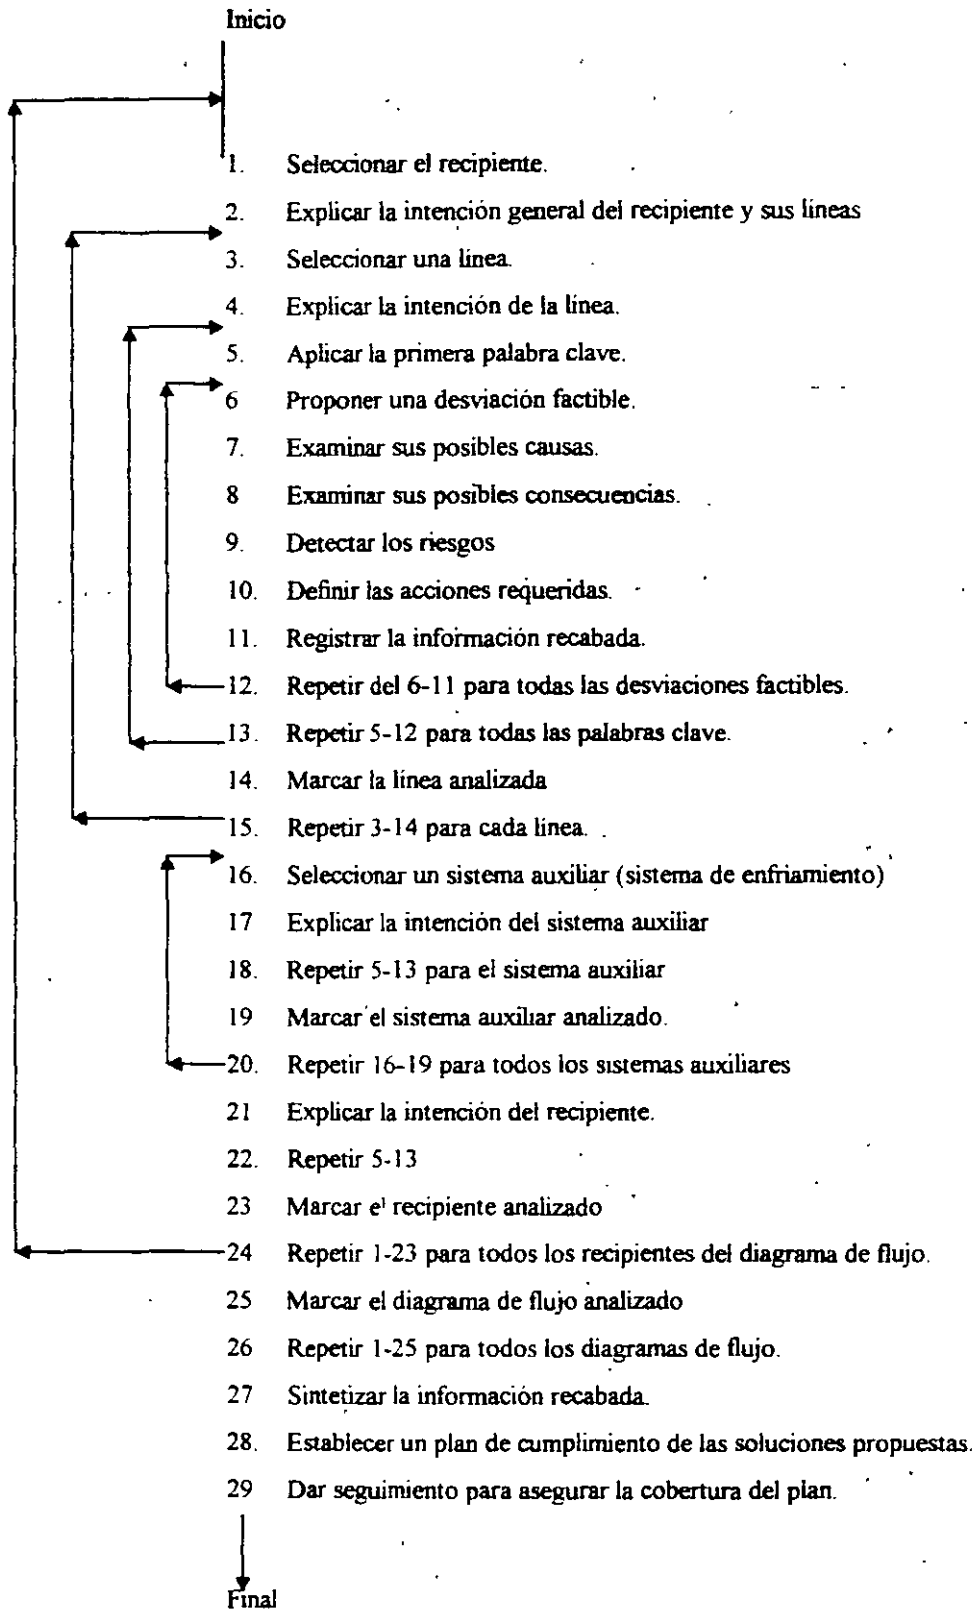 Inicio
1. Seleccionar el recipiente.
2. Explicar la intención general del recipiente y sus líneas
3. Seleccionar una línea.
4. Explicar la intención de la línea.
5. Aplicar la primera palabra clave.
6 Proponer una desviación factible.
7. Examinar sus posibles causas.
8 Examinar sus posibles consecuencias.
9. Detectar los riesgos
10. Definir las acciones requeridas.
11. Registrar la información recabada.
12. Repetir del 6-11 para todas las desviaciones factibles.
13. Repetir 5-12 para todas las palabras clave.
14. Marcar la línea analizada
15. Repetir 3-14 para cada línea.
16. Seleccionar un sistema auxiliar (sistema de enfriamiento)
17 Explicar la intención del sistema auxiliar
18. Repetir 5-13 para el sistema auxiliar
19 Marcar el sistema auxiliar analizado.
20. Repetir 16-19 para todos los sistemas auxiliares
21 Explicar la intención del recipiente.
22. Repetir 5-13
23 Marcar el recipiente analizado
24 Repetir 1-23 para todos los recipientes del diagrama de flujo.
25 Marcar el diagrama de flujo analizado
26 Repetir 1-25 para todos los diagramas de flujo.
27 Sintetizar la información recabada.
28. Establecer un plan de cumplimiento de las soluciones propuestas.
29 Dar seguimiento para asegurar la cobertura del plan.
Final